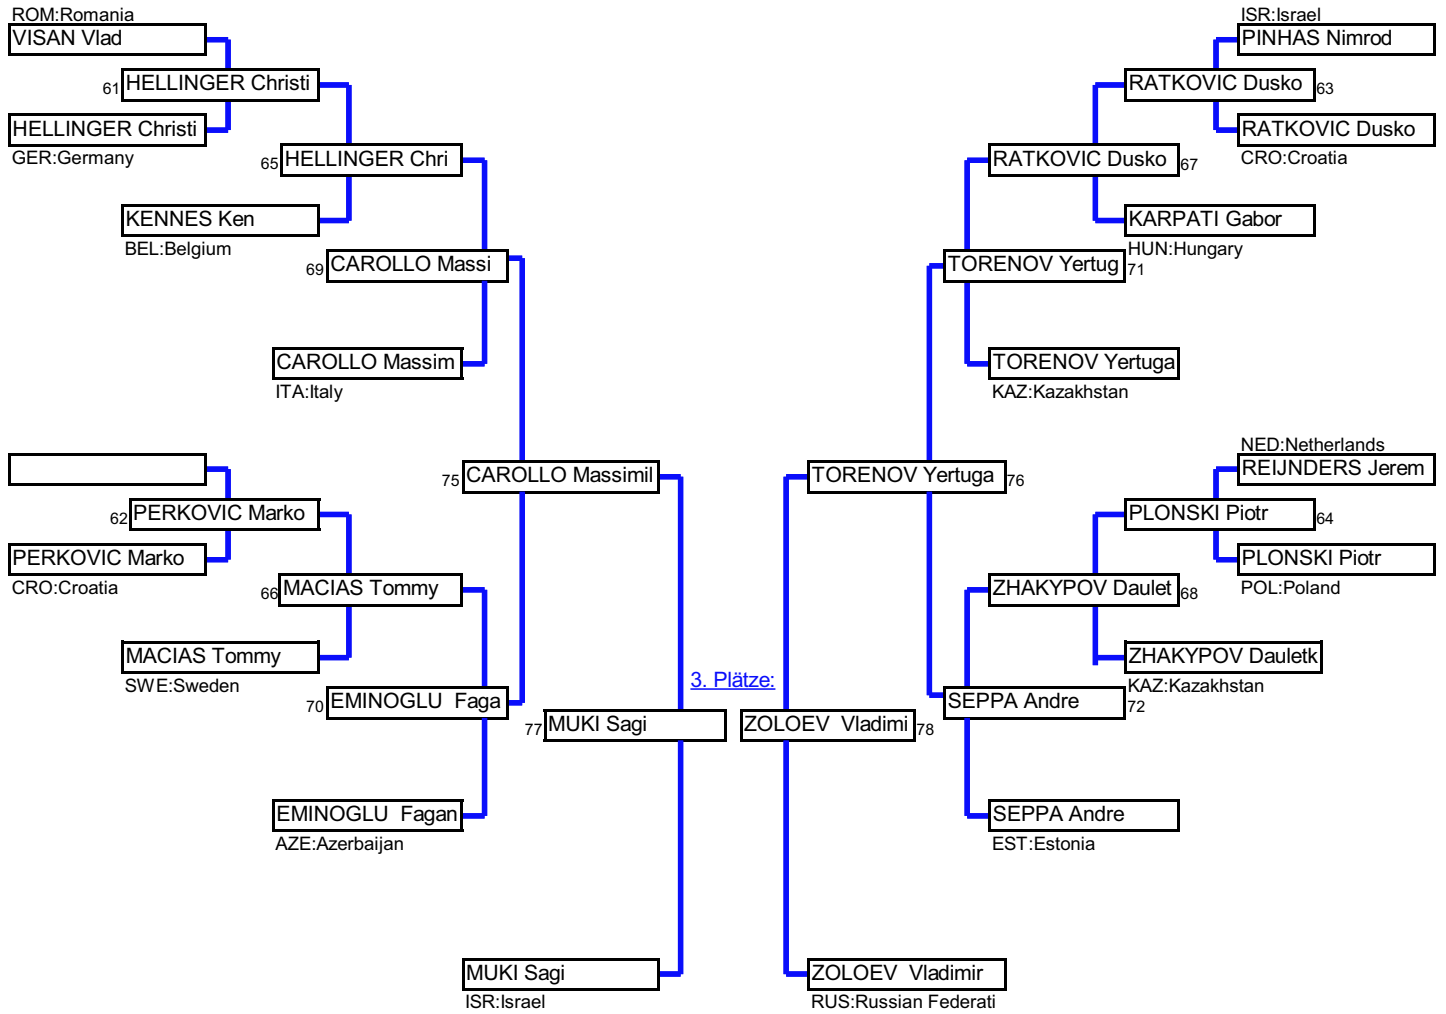 ROM:Romania
VISAN Vlad
61 HELLINGER Christi
HELLINGER Christi
GER:Germany
65 HELLINGER Chri
KENNES Ken
BEL:Belgium
69 CAROLLO Massi
CAROLLO Massim
ITA:Italy
75 CAROLLO Massimil
62 PERKOVIC Marko
PERKOVIC Marko
CRO:Croatia
66 MACIAS Tommy
MACIAS Tommy
SWE:Sweden
70 EMINOGLU  Faga
EMINOGLU  Fagan
AZE:Azerbaijan
77 MUKI Sagi
MUKI Sagi
ISR:Israel
3. Plätze:
ISR:Israel
PINHAS Nimrod
RATKOVIC Dusko 63
RATKOVIC Dusko
CRO:Croatia
RATKOVIC Dusko 67
KARPATI Gabor
HUN:Hungary
TORENOV Yertug 71
TORENOV Yertuga
KAZ:Kazakhstan
TORENOV Yertuga 76
NED:Netherlands
REIJNDERS Jerem
PLONSKI Piotr 64
PLONSKI Piotr
POL:Poland
ZHAKYPOV Daulet 68
ZHAKYPOV Dauletk
KAZ:Kazakhstan
SEPPA Andre 72
ZOLOEV  Vladimi 78
SEPPA Andre
EST:Estonia
ZOLOEV  Vladimir
RUS:Russian Federati